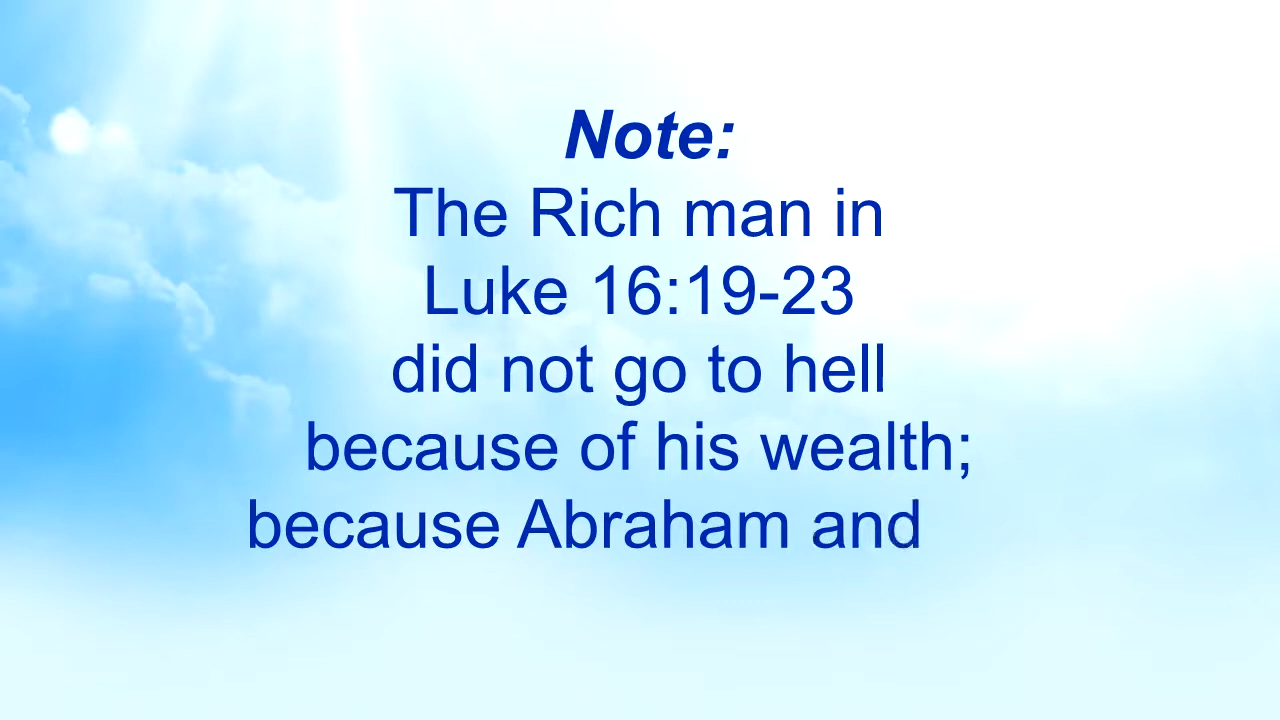 Note:
The Rich man in
Luke 16:19-23
did not go to hell
because of his wealth;
because Abraham and